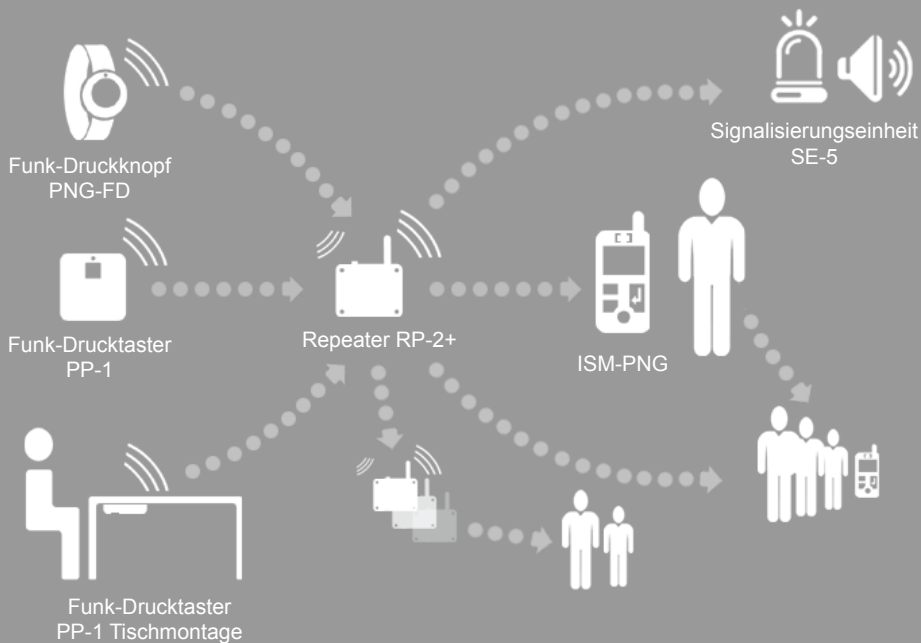 Funk-Druckknopf
PNG-FD
Funk-Drucktaster
PP-1
Funk-Drucktaster
PP-1 Tischmontage
Repeater RP-2+
Signalisierungseinheit
SE-5
ISM-PNG